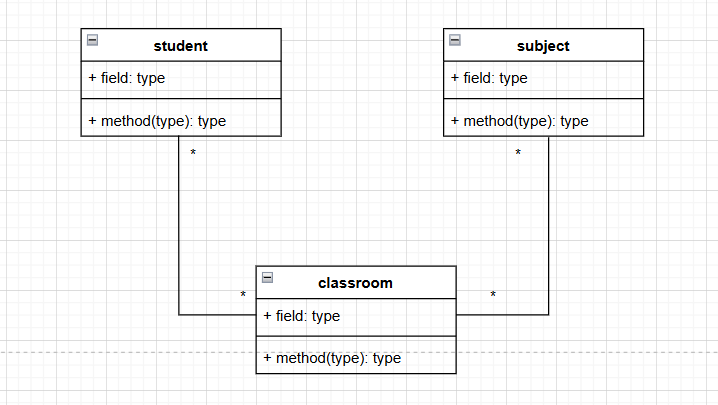 student
+ field: type
+ method(type): type
subject
+ field: type
+ method(type): type
*
*
*
*
classroom
+ field: type
+ method(type): type